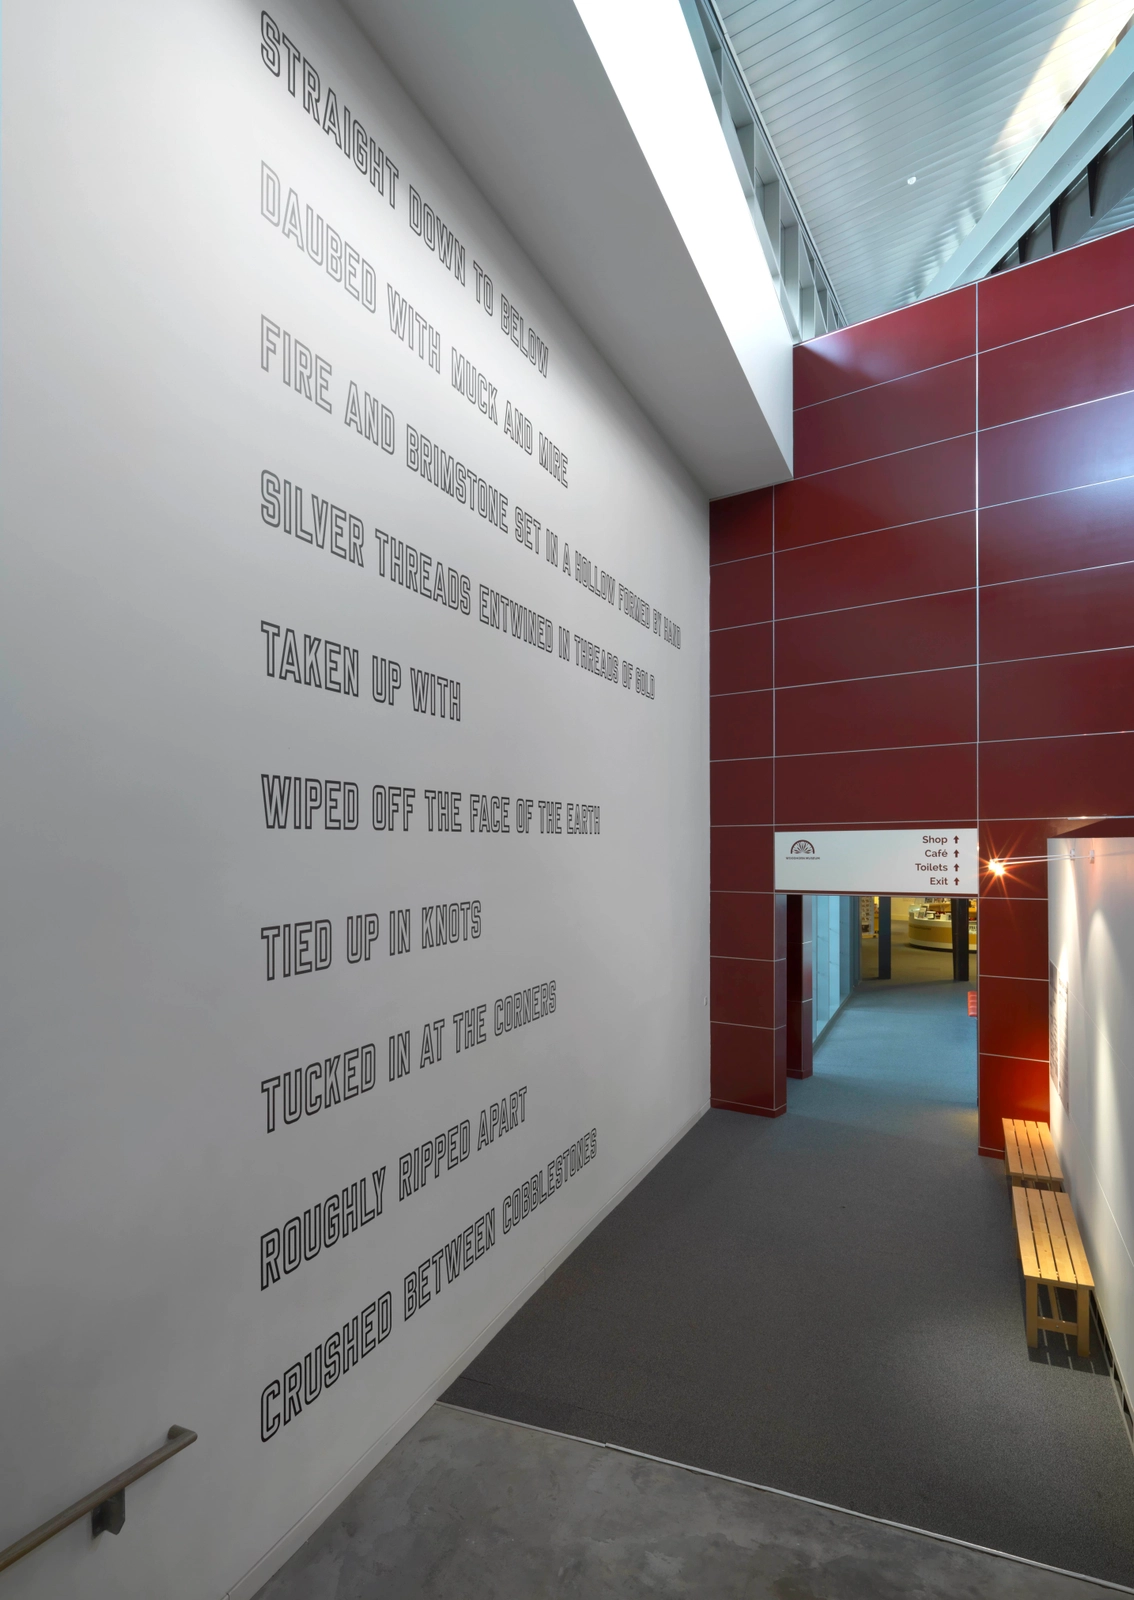 STRAIGHT DOWN TO BELOW
DAUBED WITH MUCK AND MIRE
FIRE AND BRIMSTONE SET IN A HOLLOW FORMED BY HAND
SILVER THREADS ENTWINED IN THREADS OF GOLD
TAKEN UP WITH
WIPED OFF THE FACE OF THE EARTH
TIED UP IN KNOTS
TUCKED IN AT THE CORNERS
ROUGHLY RIPPED APART
CRUSHED BETWEEN COBBLESTONES
Shop ↑
Café ↑
Toilets ↑
Exit ↑